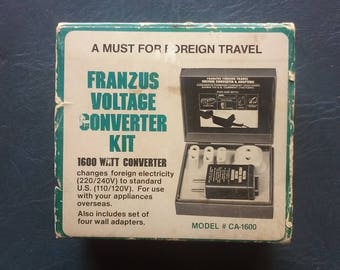 A MUST FOR FOREIGN TRAVEL
FRANZUS
VOLTAGE
CONVERTER
KIT
1600 WATT CONVERTER
changes foreign electricity
(220/240V) to standard
U.S. (110/120V). For use
with your appliances
overseas.
Also includes set of
four wall adapters.
MODEL # CA-1600